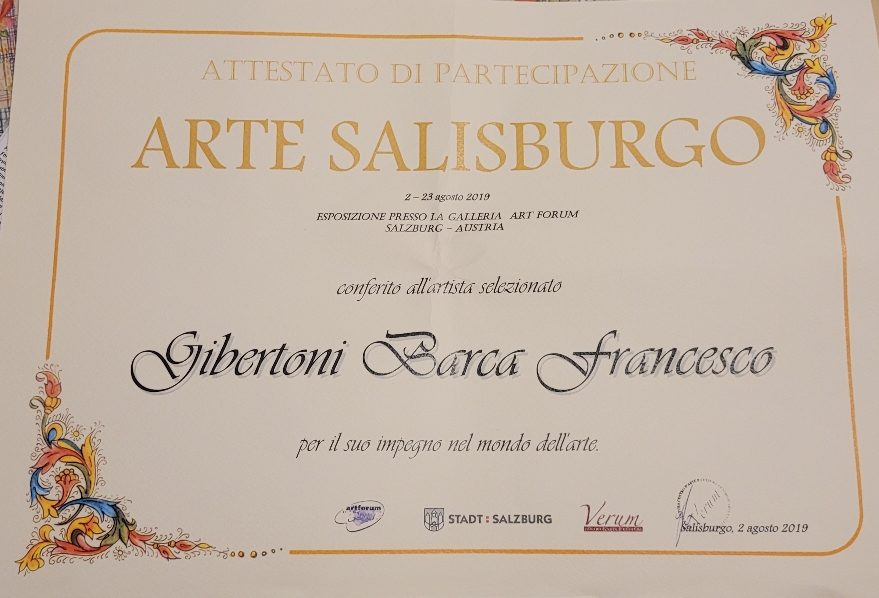 ATTESTATO DI PARTECIPAZIONE
ARTE SALISBURGO
2 – 23 agosto 2019
ESPOSIZIONE PRESSO LA GALLERIA ART FORUM
SALZBURG – AUSTRIA
conferito all'artista selezionato
Gibertoni Barca Francesco
per il suo impegno nel mondo dell'arte.
artforum
STADT:SALZBURG
Verum
Verum
Salisburgo, 2 agosto 2019